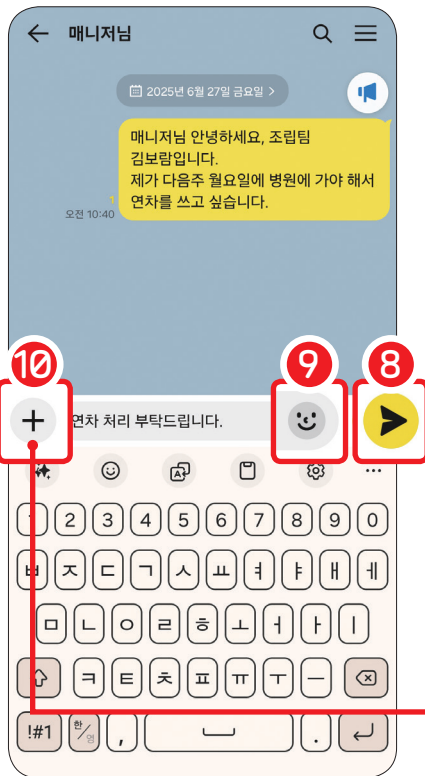 매니저님
2025년 6월 27일 금요일 >
매니저님 안녕하세요, 조립팀
김보람입니다.
제가 다음주 월요일에 병원에 가야 해서
연차를 쓰고 싶습니다.
1
오전 10:40
10 9 8
연차 처리 부탁드립니다.
1 2 3 4 5 6 7 8 9 0
ㅂ ㅈ ㄷ ㄱ ㅅ ㅛ ㅕ ㅑ ㅐ ㅔ
ㅁ ㄴ ㅇ ㄹ ㅎ ㅗ ㅓ ㅏ ㅣ
ㅋ ㅌ ㅊ ㅍ ㅠ ㅜ ㅡ
!#1 한/영 , .